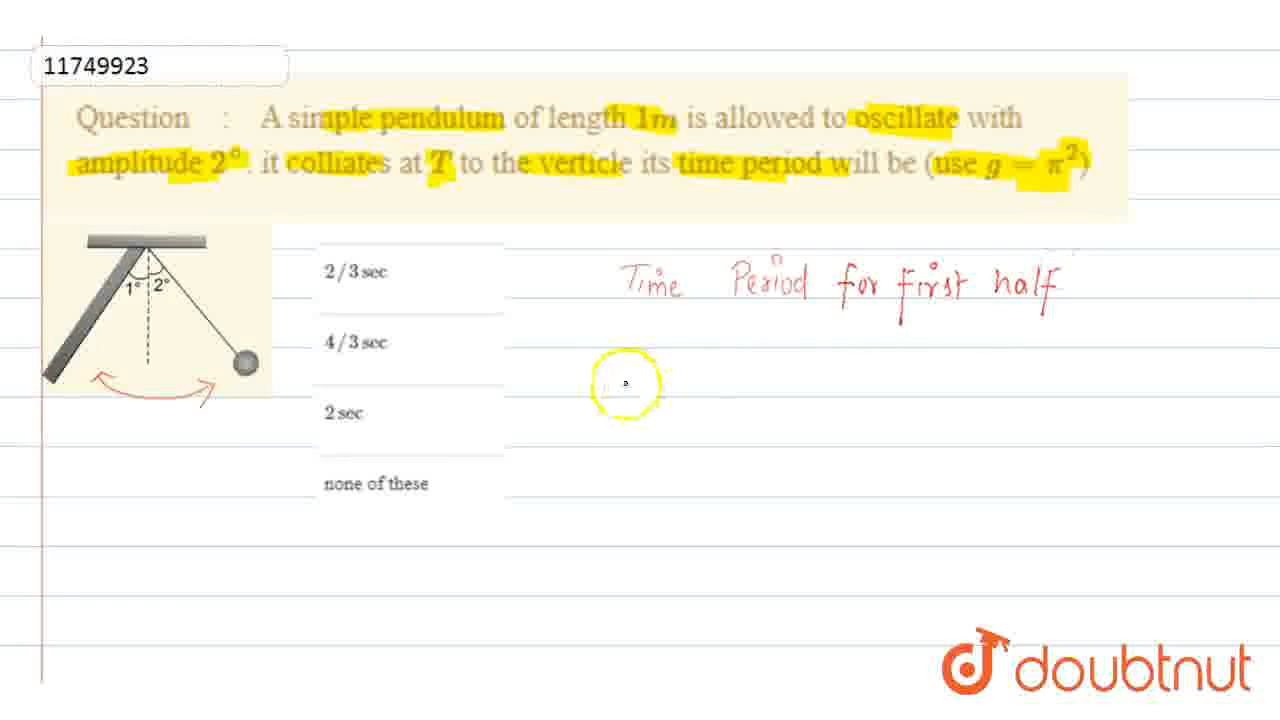 11749923
Question : A simple pendulum of length 1m is allowed to oscillate with
amplitude 2°. it colliates at T to the verticle its time period will be (use g = π²)
1° 2°
2/3 sec
4/3 sec
2 sec
none of these
Time Period for first half
doubtnut